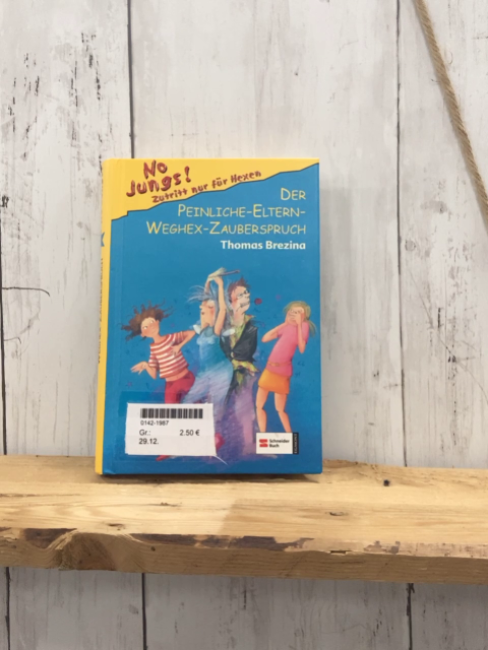 No
Jungs!
Zutritt nur für Hexen
DER
PEINLICHE-ELTERN-
WEGHEX-ZAUBERSPRUCH
Thomas Brezina
S142-1987
Gr.: 2.50 €
29.12.
Schneider
Buch